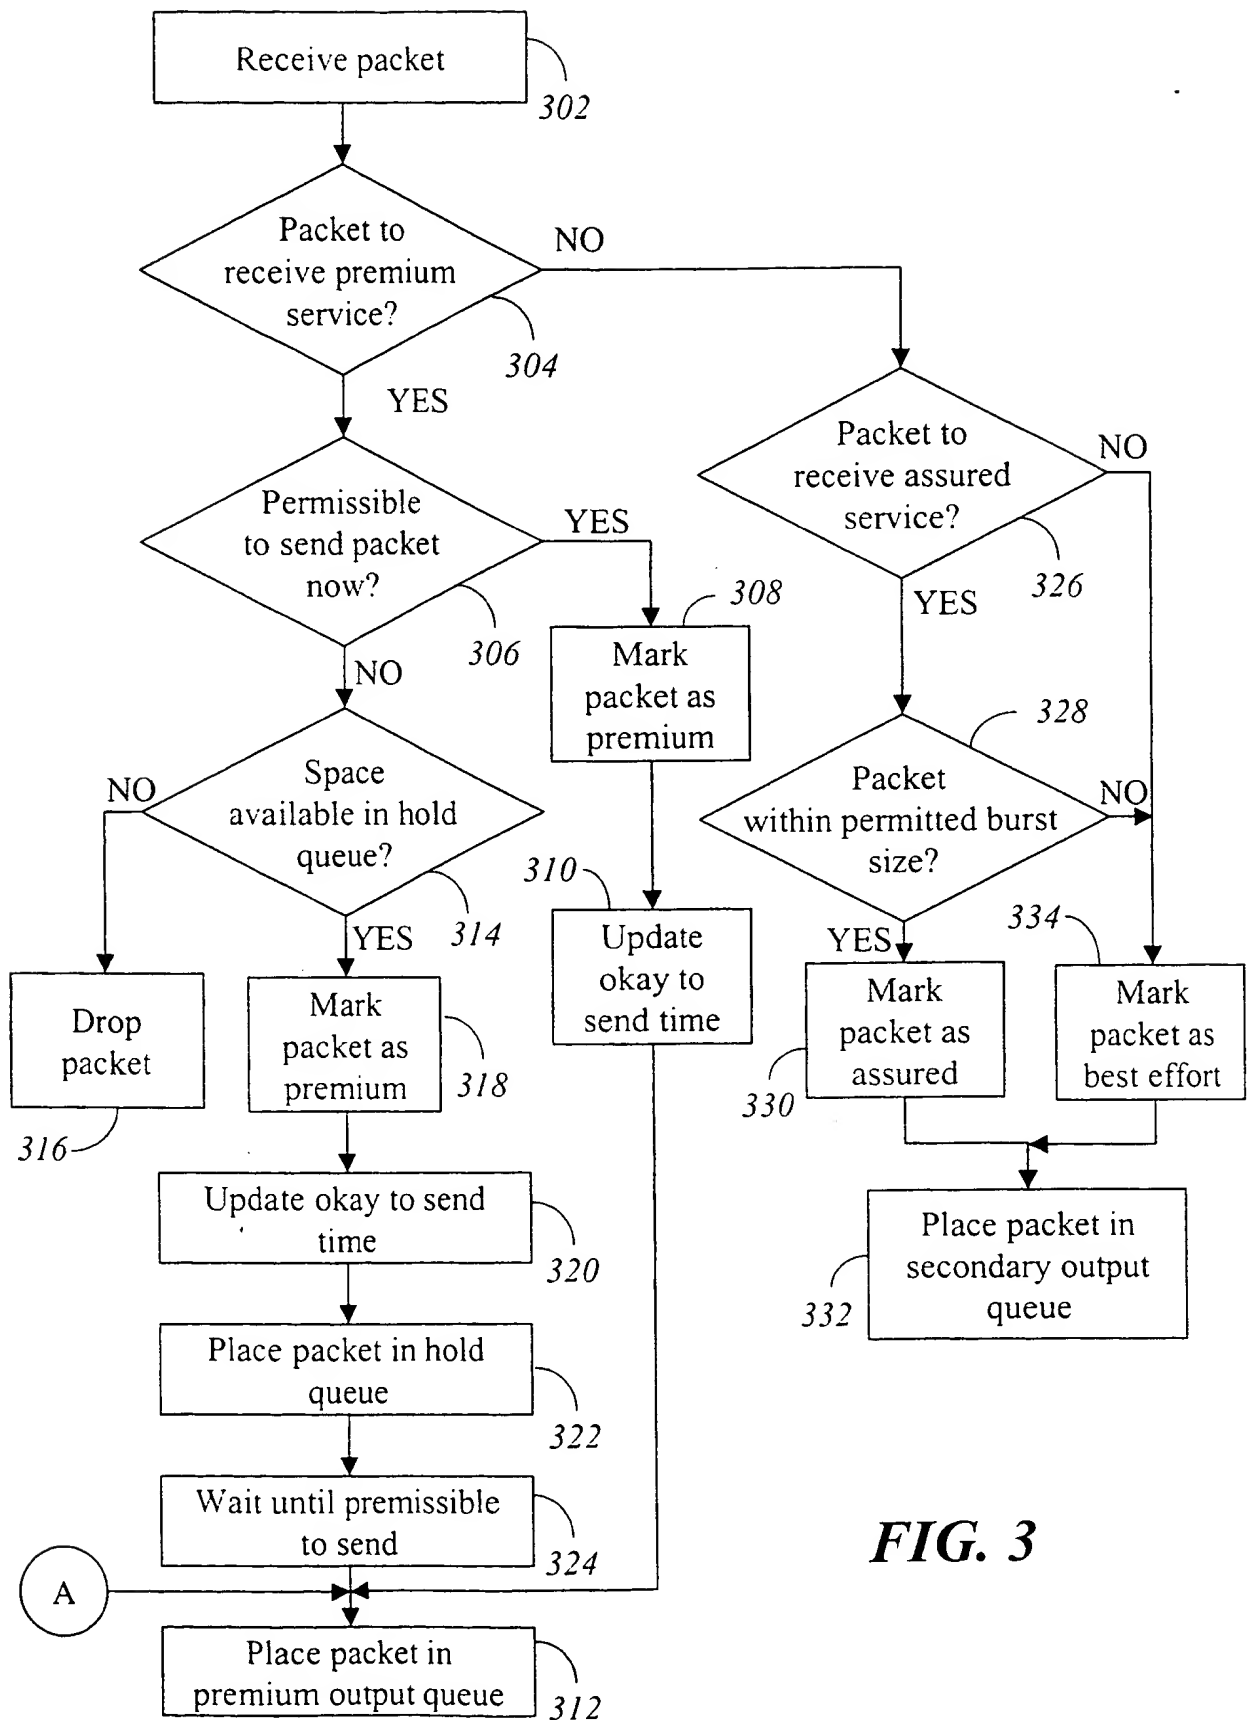 Receive packet
302
Packet to
receive premium
service?
304
NO
YES
Permissible
to send packet
now?
306
YES
NO
308
Mark
packet as
premium
310
Update
okay to
send time
Space
available in hold
queue?
314
NO
YES
Drop
packet
316
Mark
packet as
premium
318
Update okay to send
time
320
Place packet in hold
queue
322
Wait until premissible
to send
324
A
Place packet in
premium output queue
312
Packet to
receive assured
service?
326
NO
YES
328
Packet
within permitted burst
size?
NO
YES
Mark
packet as
assured
330
334
Mark
packet as
best effort
Place packet in
secondary output
queue
332
FIG. 3